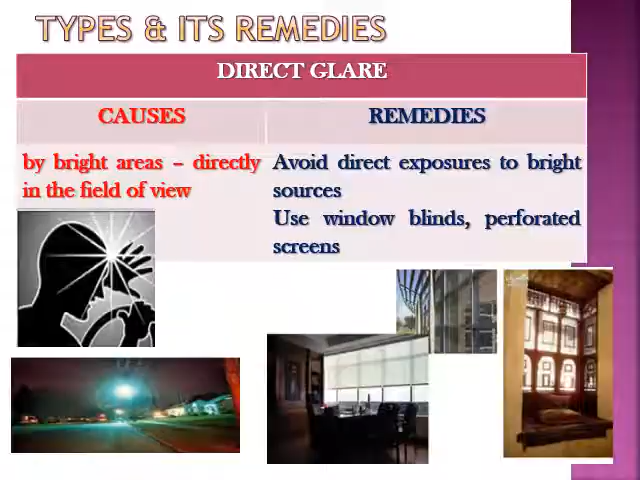 TYPES & ITS REMEDIES
DIRECT GLARE
CAUSES
REMEDIES
by bright areas – directly
in the field of view
Avoid direct exposures to bright
sources
Use window blinds, perforated
screens